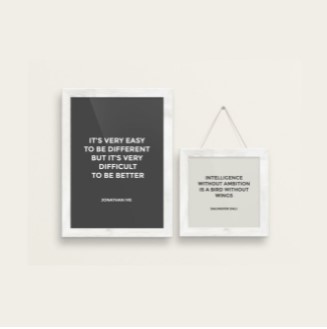 IT'S VERY EASY
TO BE DIFFERENT
BUT IT'S VERY
DIFFICULT
TO BE BETTER
JONATHAN IVE
INTELLIGENCE
WITHOUT AMBITION
IS A BIRD WITHOUT
WINGS